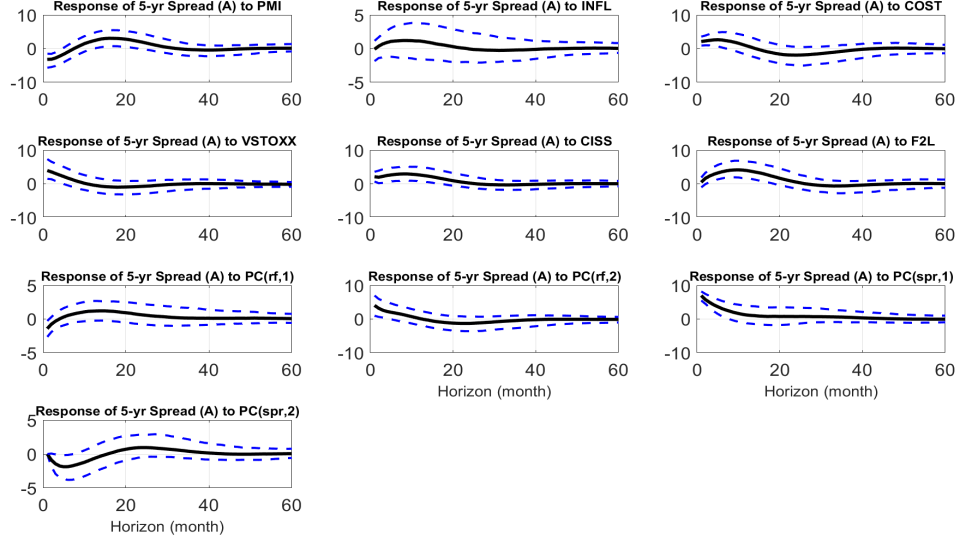 Response of 5-yr Spread (A) to PMI
10
0
-10
0 20 40 60
Response of 5-yr Spread (A) to INFL
5
0
-5
0 20 40 60
Response of 5-yr Spread (A) to COST
10
0
-10
0 20 40 60
Response of 5-yr Spread (A) to VSTOXX
10
0
-10
0 20 40 60
Response of 5-yr Spread (A) to CISS
10
0
-10
0 20 40 60
Response of 5-yr Spread (A) to F2L
10
0
-10
0 20 40 60
Response of 5-yr Spread (A) to PC(rf,1)
5
0
-5
0 20 40 60
Response of 5-yr Spread (A) to PC(rf,2)
10
0
-10
0 20 40 60
Horizon (month)
Response of 5-yr Spread (A) to PC(spr,1)
10
0
-10
0 20 40 60
Horizon (month)
Response of 5-yr Spread (A) to PC(spr,2)
5
0
-5
0 20 40 60
Horizon (month)